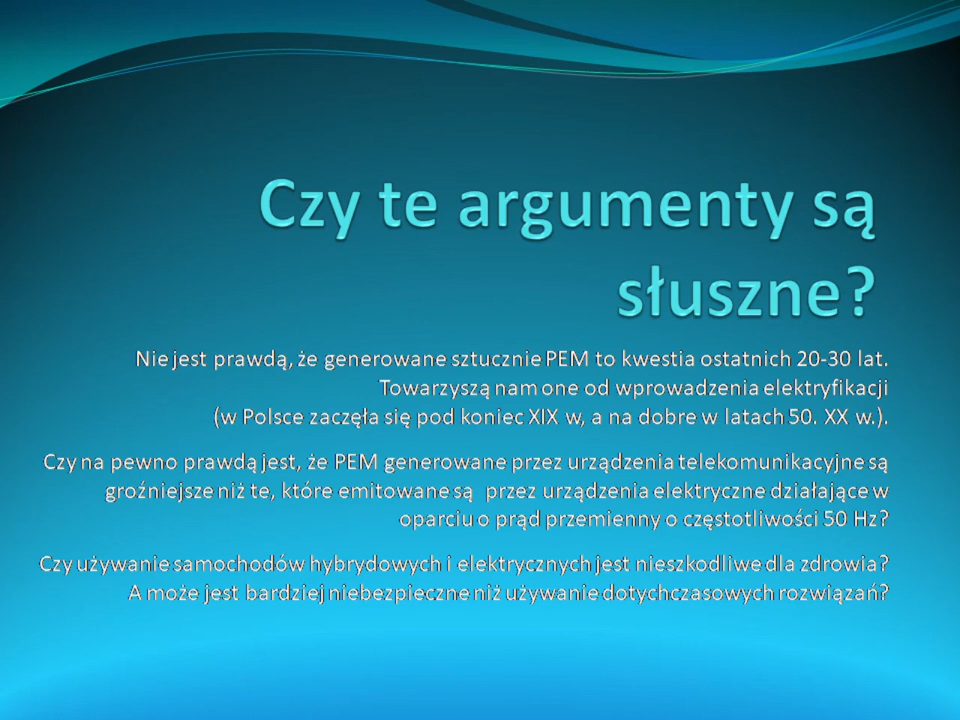 Czy te argumenty są
słuszne?
Nie jest prawdą, że generowane sztucznie PEM to kwestia ostatnich 20-30 lat.
Towarzyszą nam one od wprowadzenia elektryfikacji
(w Polsce zaczęła się pod koniec XIX w, a na dobre w latach 50. XX w.).
Czy na pewno prawdą jest, że PEM generowane przez urządzenia telekomunikacyjne są
groźniejsze niż te, które emitowane są przez urządzenia elektryczne działające w
oparciu o prąd przemienny o częstotliwości 50 Hz?
Czy używanie samochodów hybrydowych i elektrycznych jest nieszkodliwe dla zdrowia?
A może jest bardziej niebezpieczne niż używanie dotychczasowych rozwiązań?